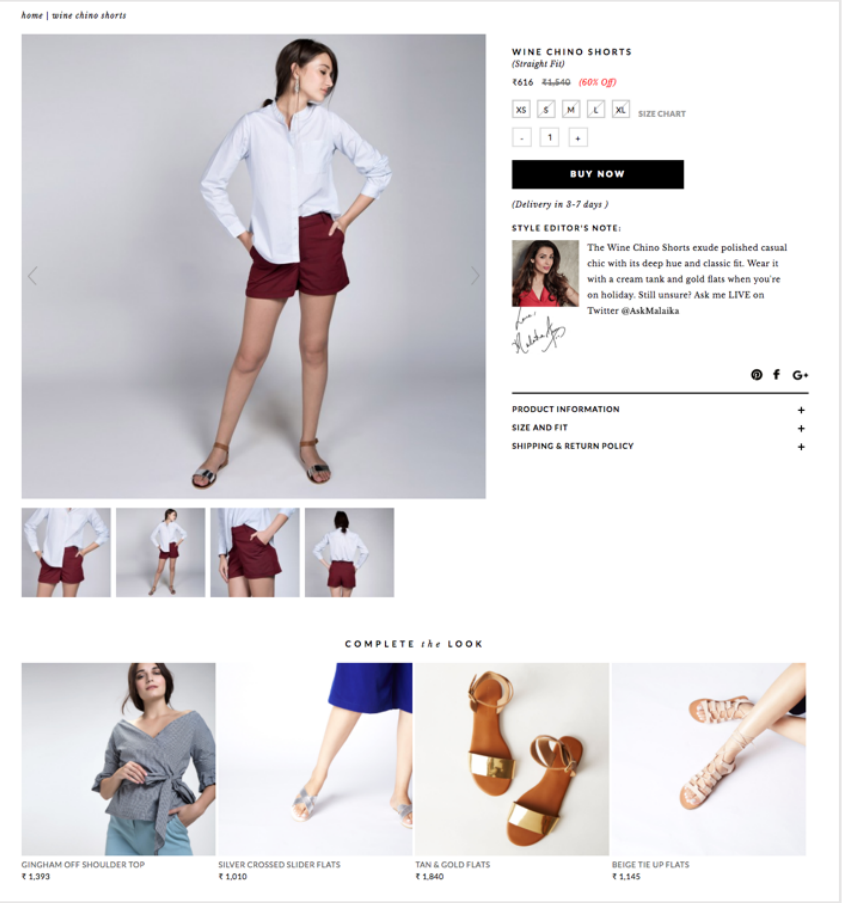 home | wine chino shorts
WINE CHINO SHORTS
(Straight Fit)
₹616 ₹1,540 (60% Off)
XS S M L XL SIZE CHART
- 1 +
BUY NOW
(Delivery in 3-7 days )
STYLE EDITOR'S NOTE:
The Wine Chino Shorts exude polished casual
chic with its deep hue and classic fit. Wear it
with a cream tank and gold flats when you're
on holiday. Still unsure? Ask me LIVE on
Twitter @AskMalaika
Love,
G+
PRODUCT INFORMATION +
SIZE AND FIT +
SHIPPING & RETURN POLICY +
COMPLETE the LOOK
GINGHAM OFF SHOULDER TOP
₹ 1,393
SILVER CROSSED SLIDER FLATS
₹ 1,010
TAN & GOLD FLATS
₹ 1,840
BEIGE TIE UP FLATS
₹ 1,145